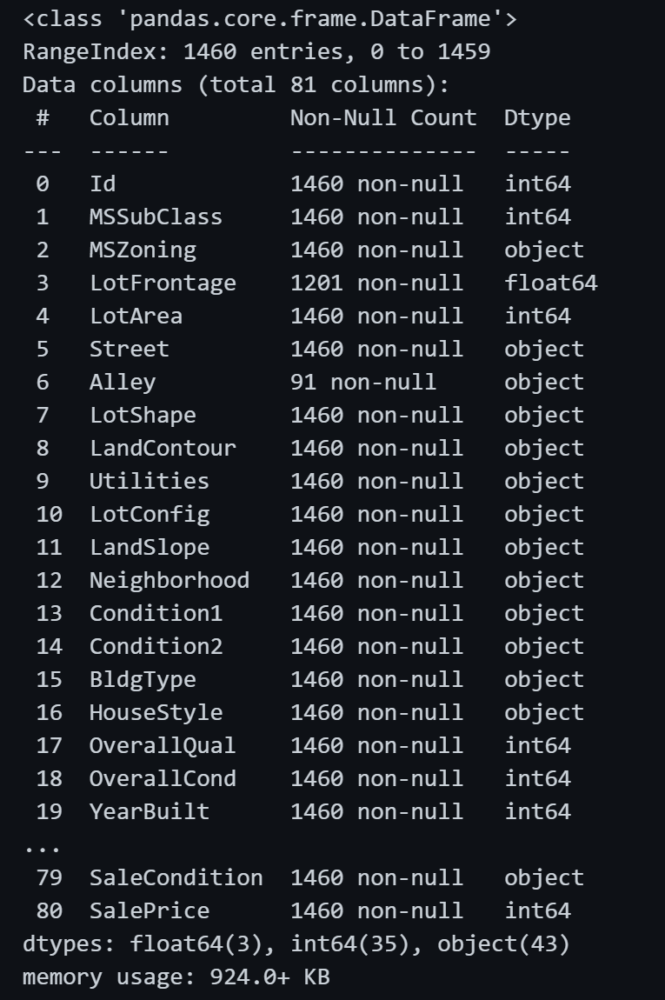 <class 'pandas.core.frame.DataFrame'>
RangeIndex: 1460 entries, 0 to 1459
Data columns (total 81 columns):
 #   Column         Non-Null Count  Dtype
---  ------         --------------  -----
 0   Id             1460 non-null   int64
 1   MSSubClass     1460 non-null   int64
 2   MSZoning       1460 non-null   object
 3   LotFrontage    1201 non-null   float64
 4   LotArea        1460 non-null   int64
 5   Street         1460 non-null   object
 6   Alley          91 non-null     object
 7   LotShape       1460 non-null   object
 8   LandContour    1460 non-null   object
 9   Utilities      1460 non-null   object
 10  LotConfig      1460 non-null   object
 11  LandSlope      1460 non-null   object
 12  Neighborhood   1460 non-null   object
 13  Condition1     1460 non-null   object
 14  Condition2     1460 non-null   object
 15  BldgType       1460 non-null   object
 16  HouseStyle     1460 non-null   object
 17  OverallQual    1460 non-null   int64
 18  OverallCond    1460 non-null   int64
 19  YearBuilt      1460 non-null   int64
...
 79  SaleCondition  1460 non-null   object
 80  SalePrice      1460 non-null   int64
dtypes: float64(3), int64(35), object(43)
memory usage: 924.0+ KB